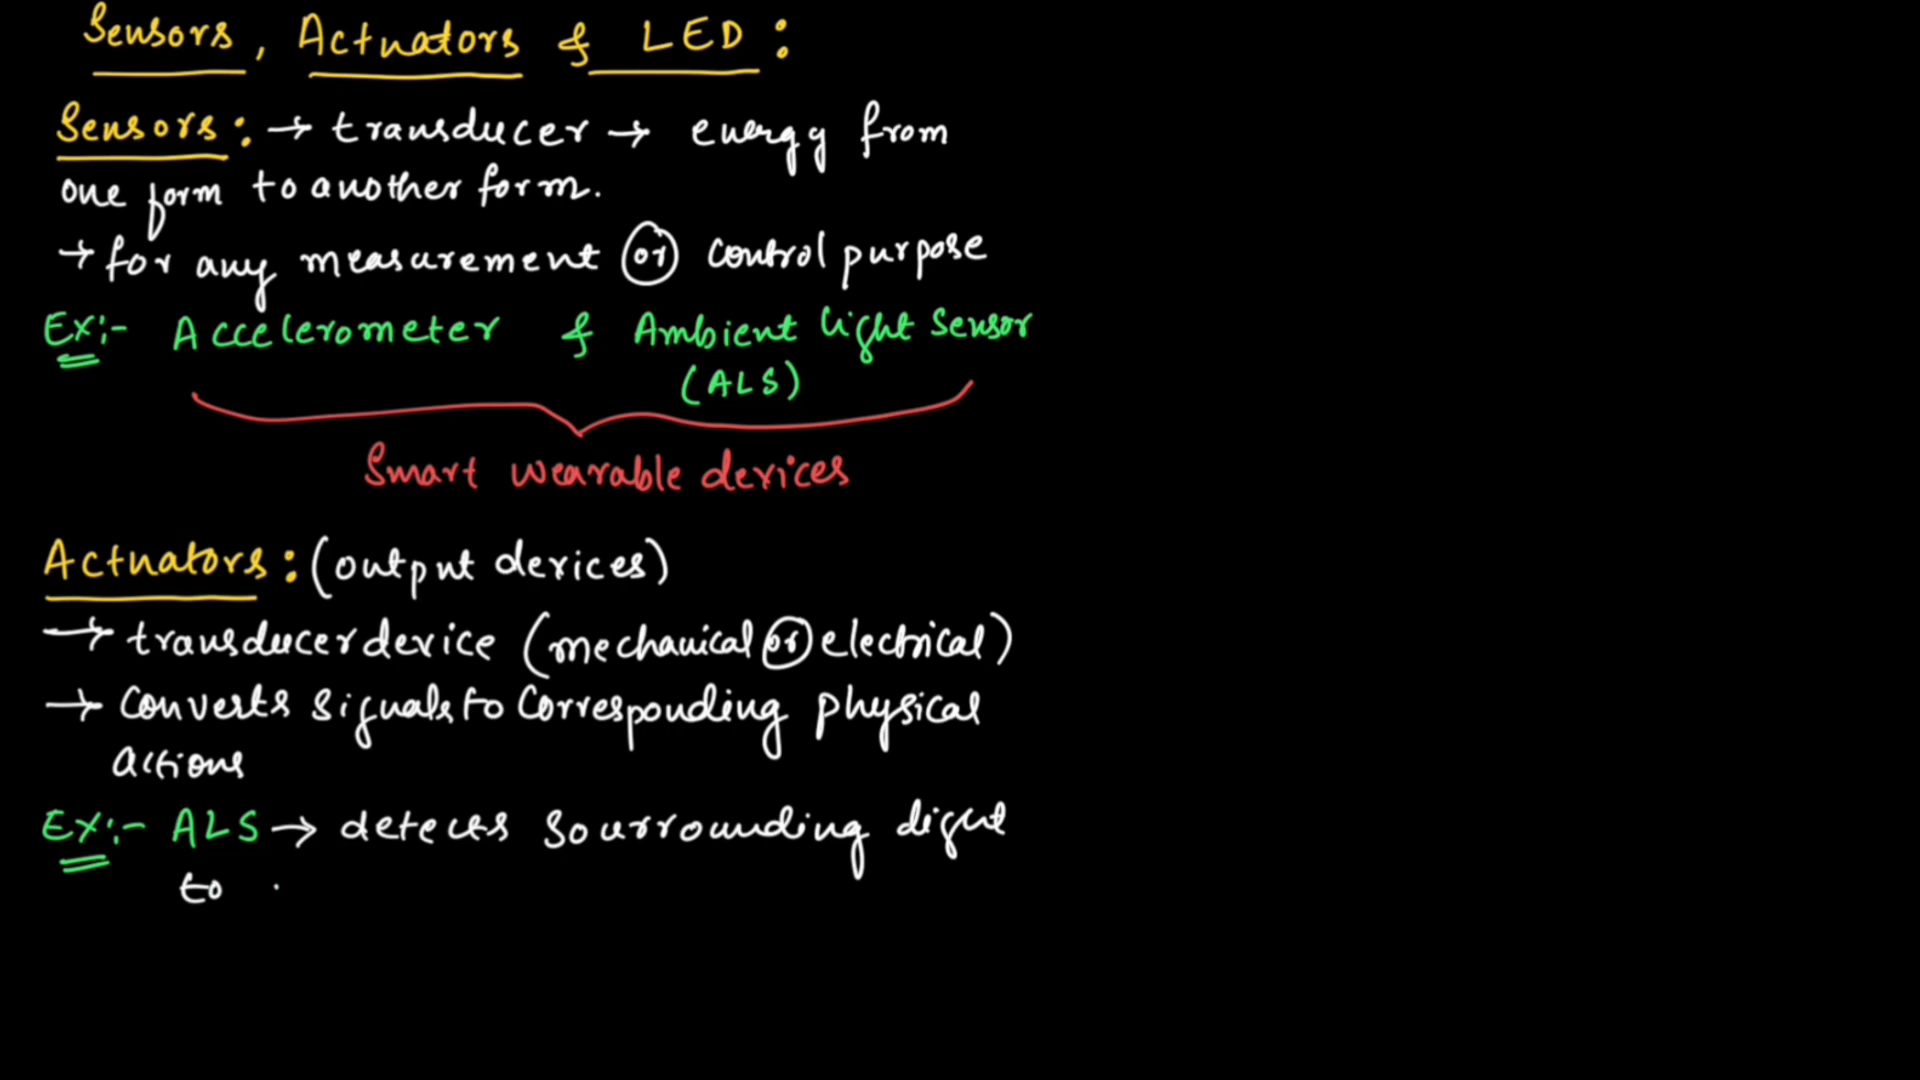 Sensors, Actuators & LED :
Sensors : → transducer → energy from
one form to another form.
→ for any measurement or control purpose
Ex:- Accelerometer & Ambient light sensor
(ALS)
Smart wearable devices
Actuators : (output devices)
→ transducer device (mechanical or electrical)
→ Converts signals to corresponding physical
actions
Ex:- ALS → detects sourrounding light
to